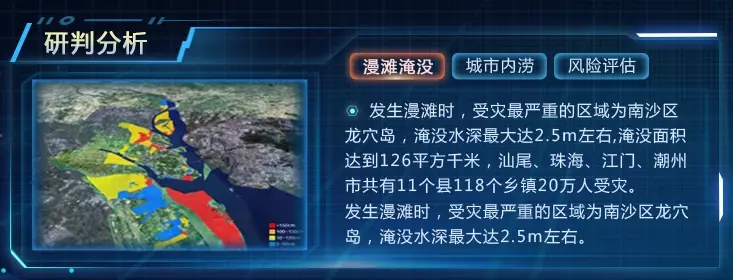 研判分析
漫滩淹没
城市内涝
风险评估
发生漫滩时，受灾最严重的区域为南沙区
龙穴岛，淹没水深最大达2.5m左右,淹没面积
达到126平方千米，汕尾、珠海、江门、潮州
市共有11个县118个乡镇20万人受灾。
发生漫滩时，受灾最严重的区域为南沙区龙穴
岛，淹没水深最大达2.5m左右。